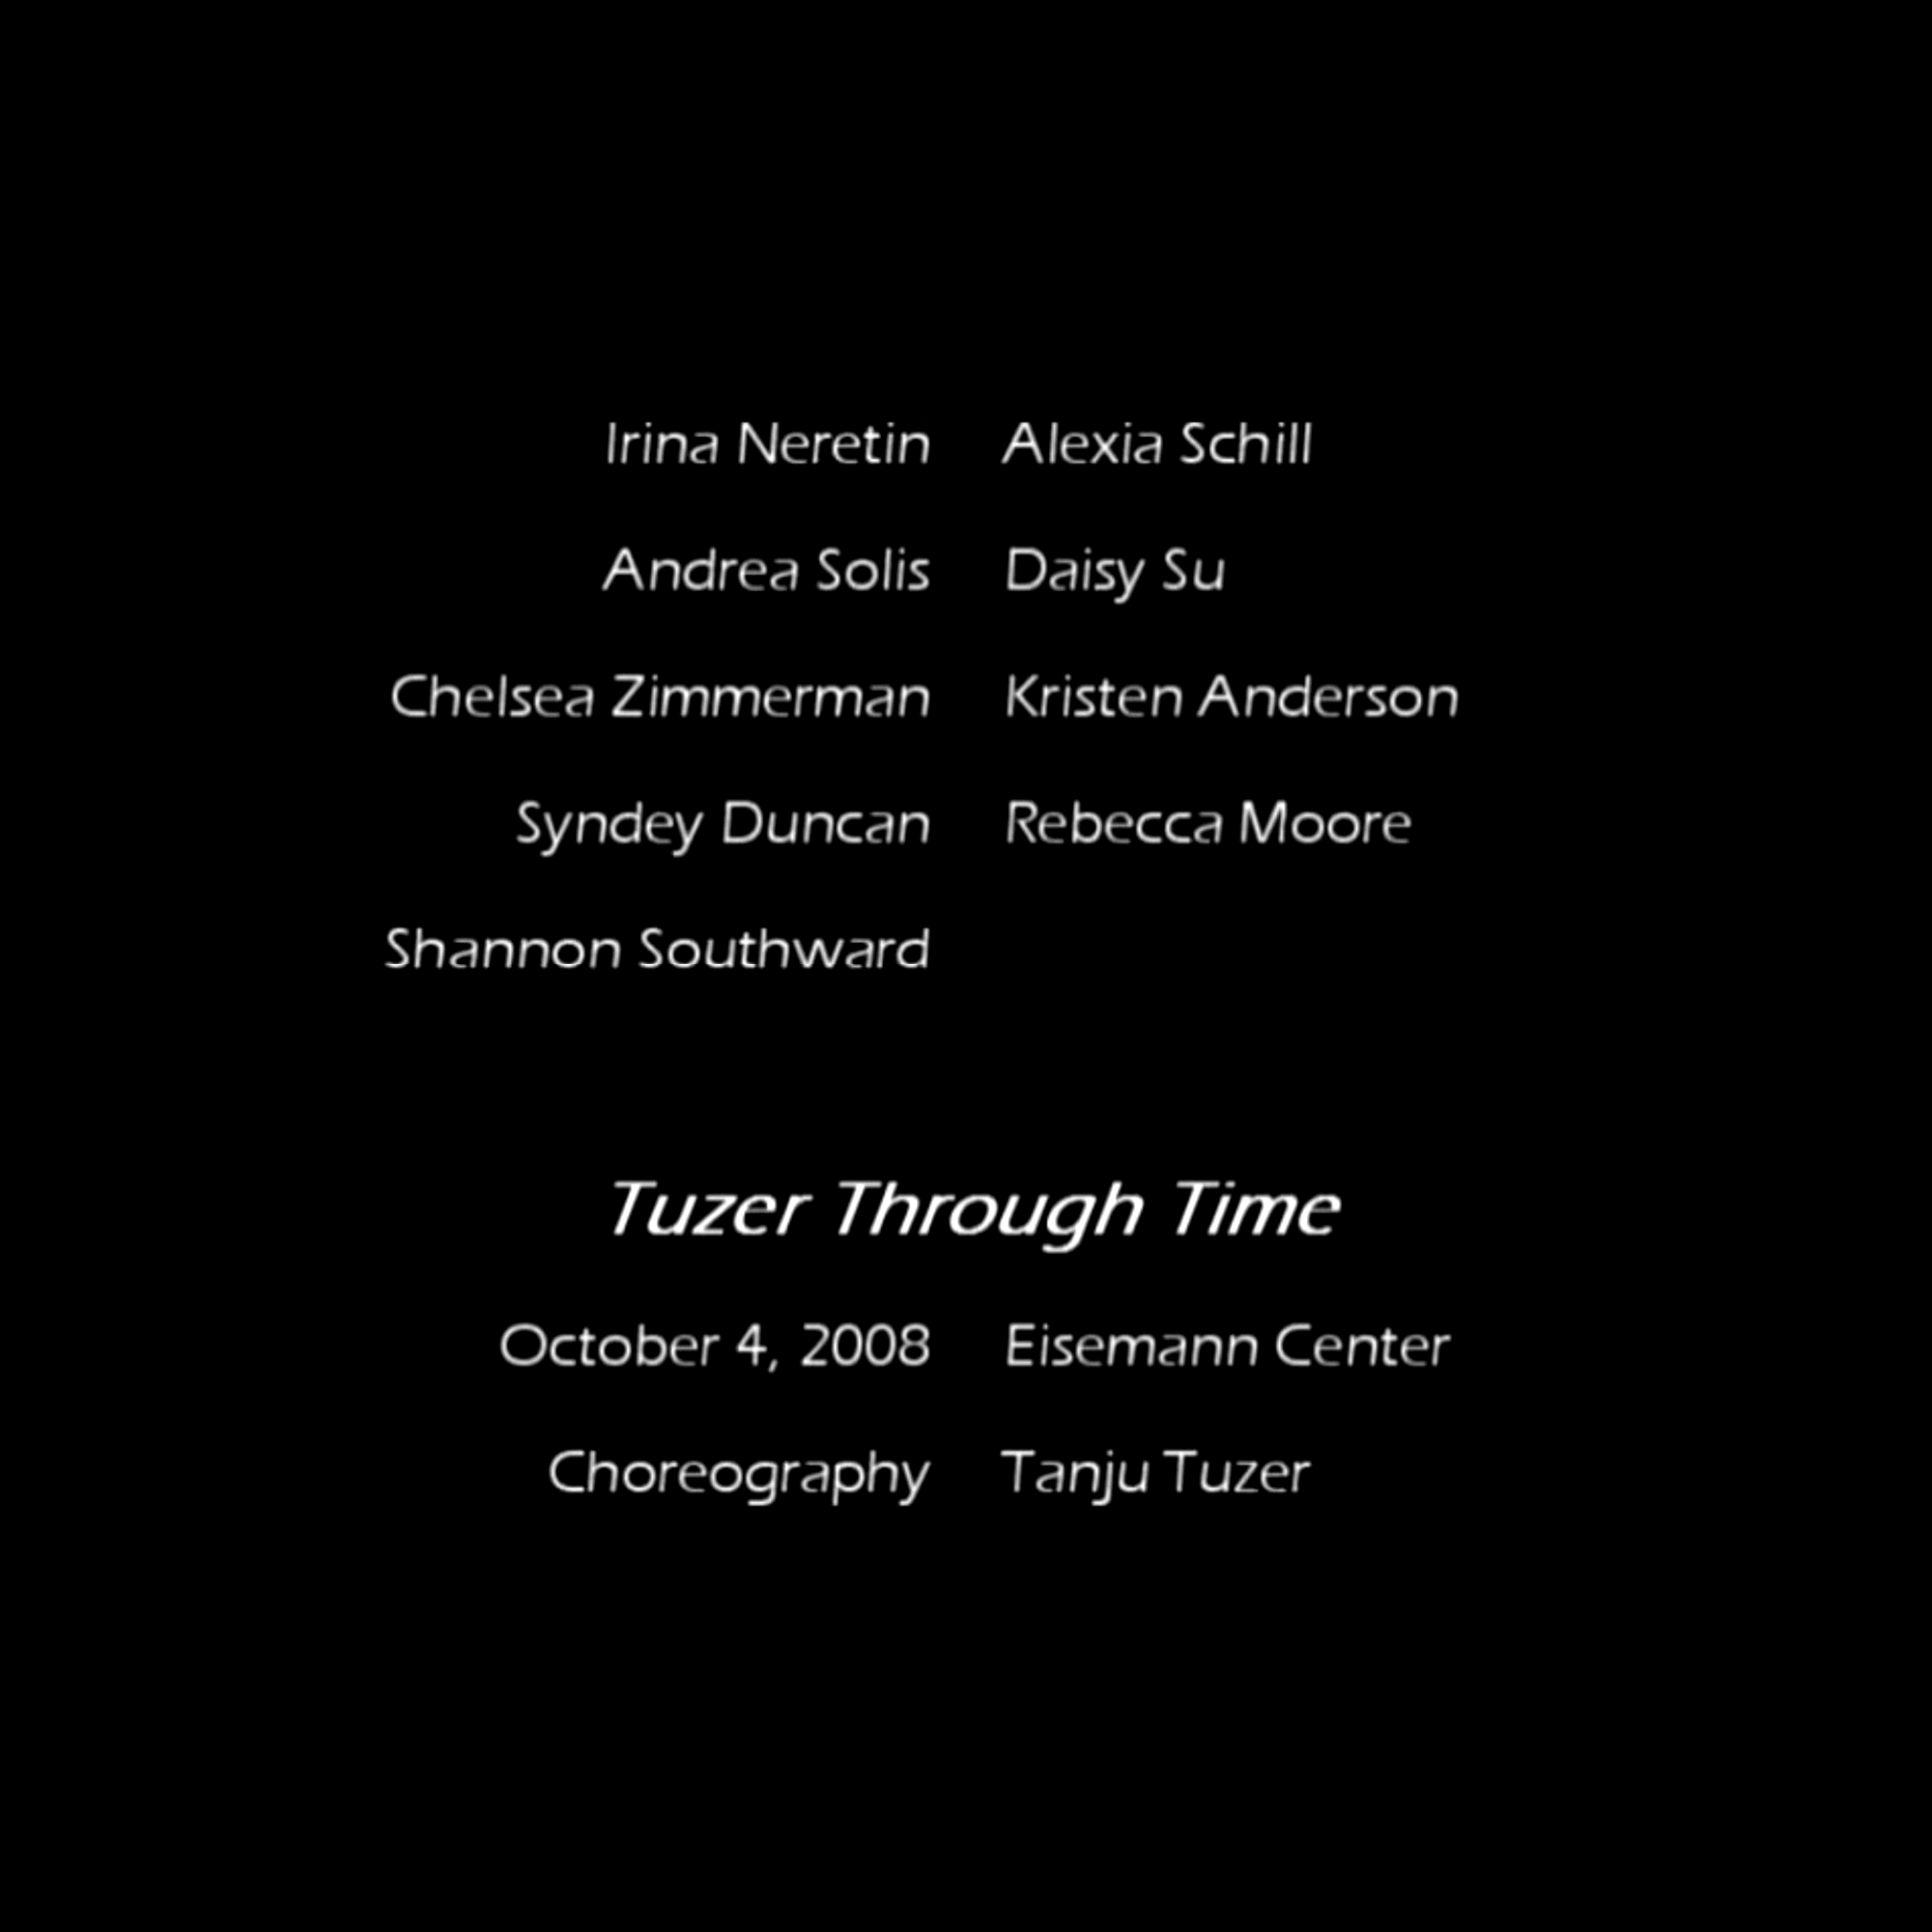 Irina Neretin Alexia Schill
Andrea Solis Daisy Su
Chelsea Zimmerman Kristen Anderson
Syndey Duncan Rebecca Moore
Shannon Southward
Tuzer Through Time
October 4, 2008 Eisemann Center
Choreography Tanju Tuzer